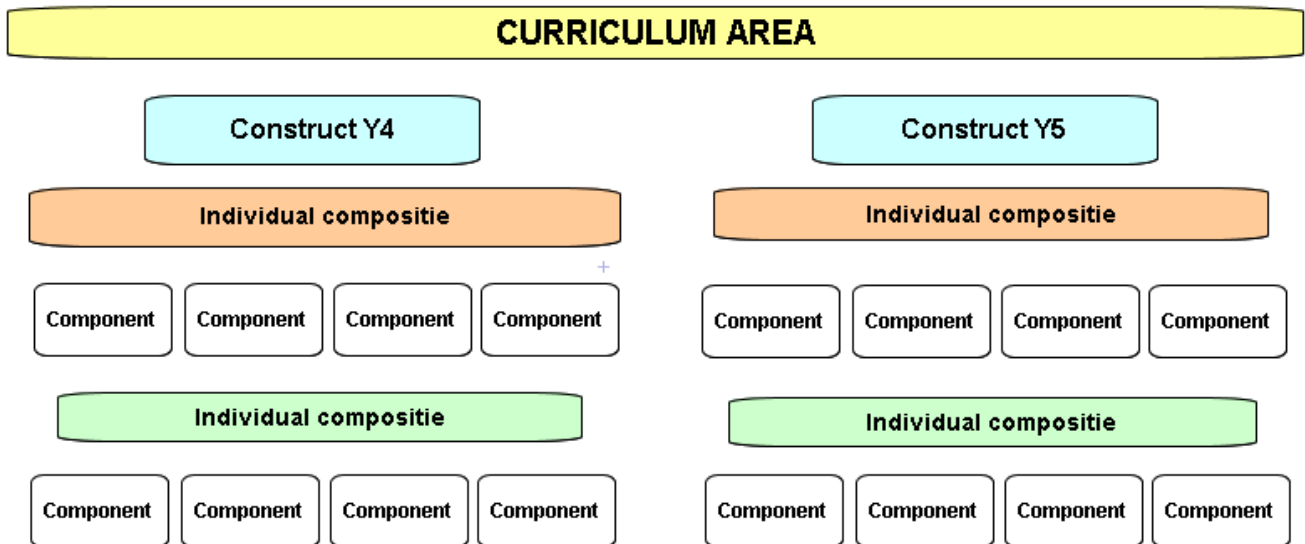 CURRICULUM AREA
Construct Y4
Construct Y5
Individual compositie
Individual compositie
Component Component Component Component
Component Component Component Component
Individual compositie
Individual compositie
Component Component Component Component
Component Component Component Component